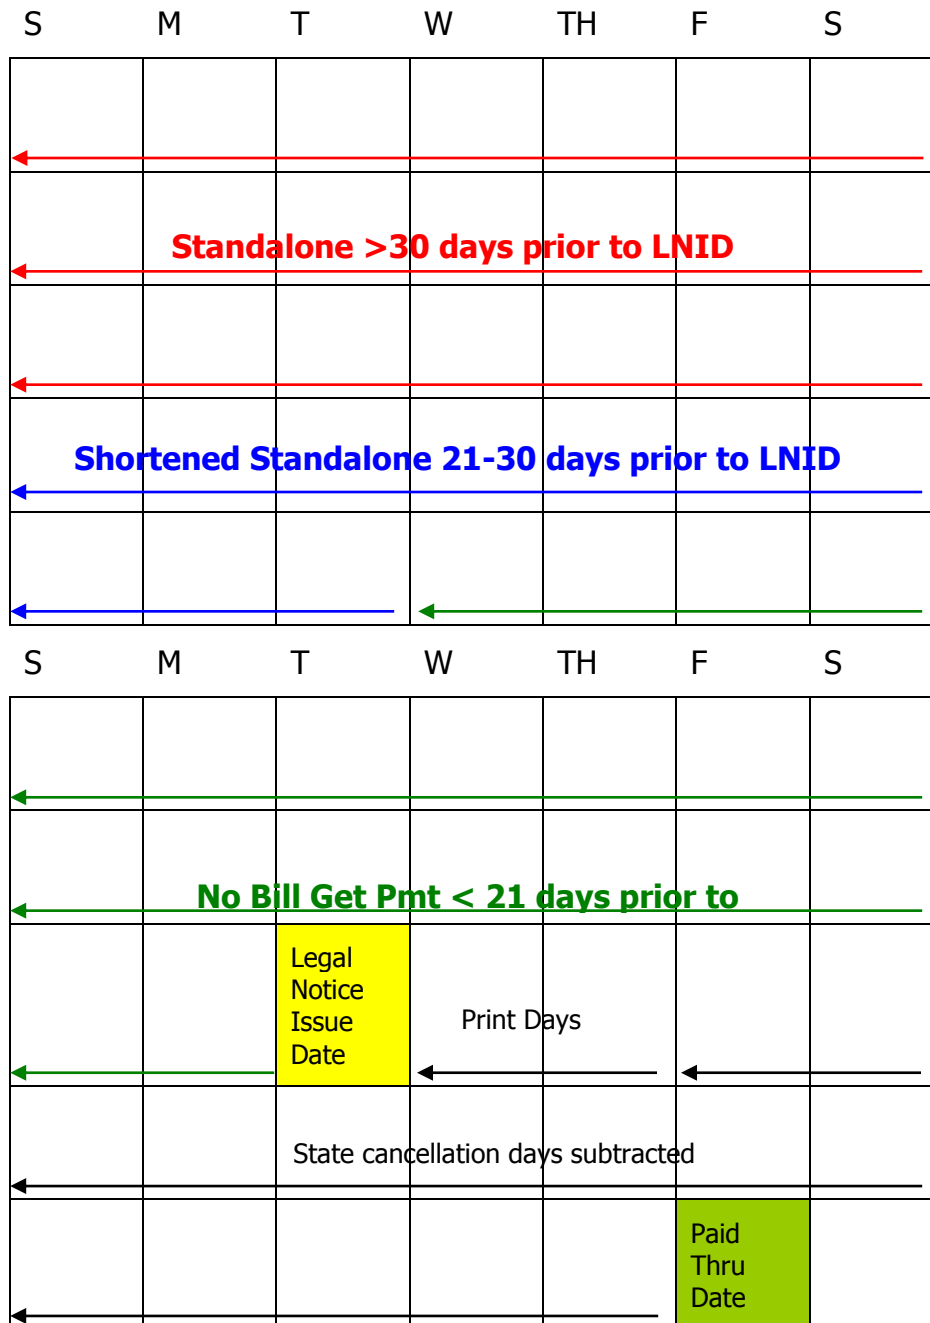 S M T W TH F S
Standalone >30 days prior to LNID
Shortened Standalone 21-30 days prior to LNID
S M T W TH F S
No Bill Get Pmt < 21 days prior to
Legal
Notice
Issue
Date
Print Days
State cancellation days subtracted
Paid
Thru
Date